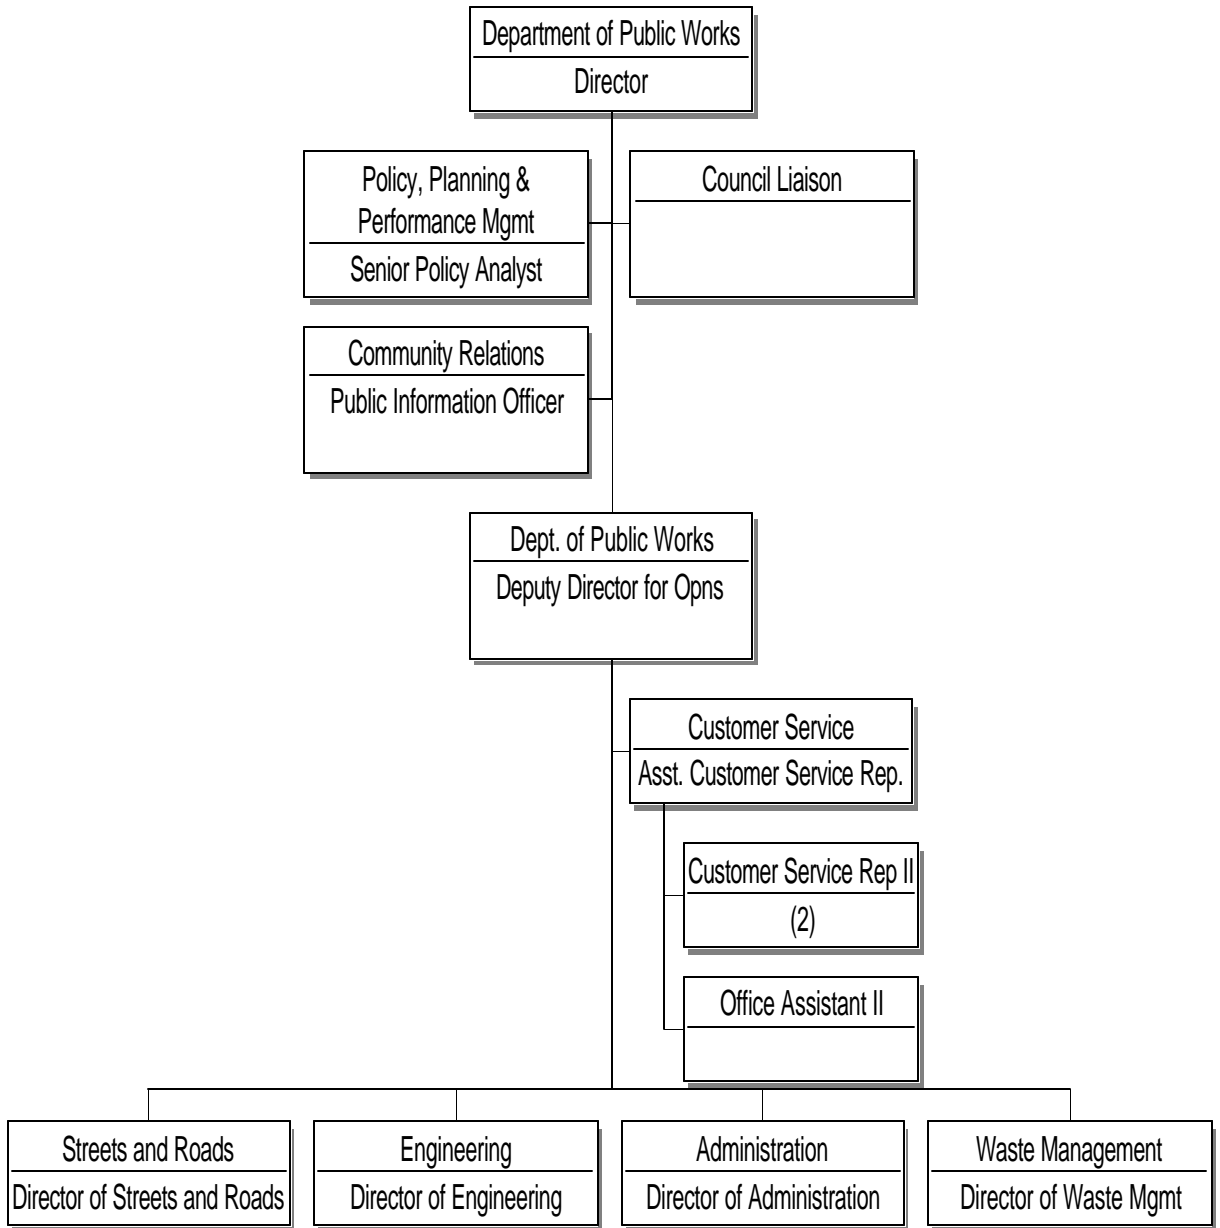 Department of Public Works
Director
Policy, Planning &
Performance Mgmt
Senior Policy Analyst
Council Liaison
Community Relations
Public Information Officer
Dept. of Public Works
Deputy Director for Opns
Customer Service
Asst. Customer Service Rep.
Customer Service Rep II
(2)
Office Assistant II
Streets and Roads
Director of Streets and Roads
Engineering
Director of Engineering
Administration
Director of Administration
Waste Management
Director of Waste Mgmt